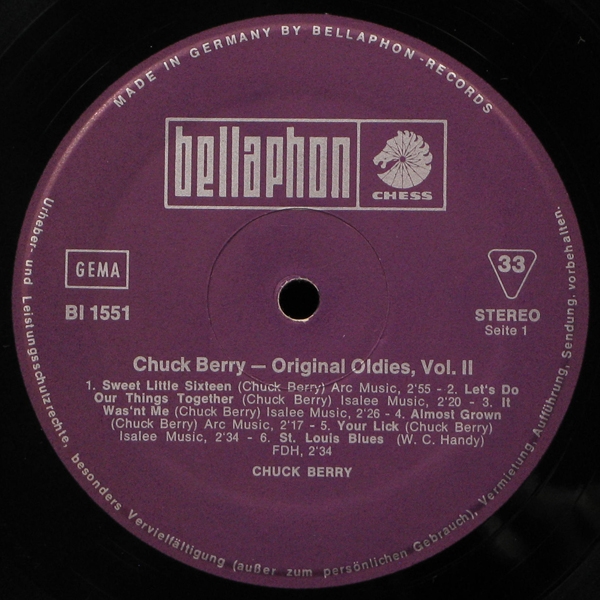 MADE IN GERMANY BY BELLAPHON-RECORDS
bellaphon
CHESS
GEMA
BI 1551
33
STEREO
Seite 1
Chuck Berry — Original Oldies, Vol. II
1. Sweet Little Sixteen (Chuck Berry) Arc Music, 2'55 - 2. Let's Do
Our Things Together (Chuck Berry) Isalee Music, 2'20 - 3. It
Was'nt Me (Chuck Berry) Isalee Music, 2'26 - 4. Almost Grown
(Chuck Berry) Arc Music, 2'17 - 5. Your Lick (Chuck Berry)
Isalee Music, 2'34 - 6. St. Louis Blues (W. C. Handy)
FDH, 2'34
CHUCK BERRY
Urheber- und Leistungsschutzrechte, besonders Vervielfältigung (außer zum persönlichen Gebrauch), Vermietung, Aufführung, Sendung, vorbehalten.